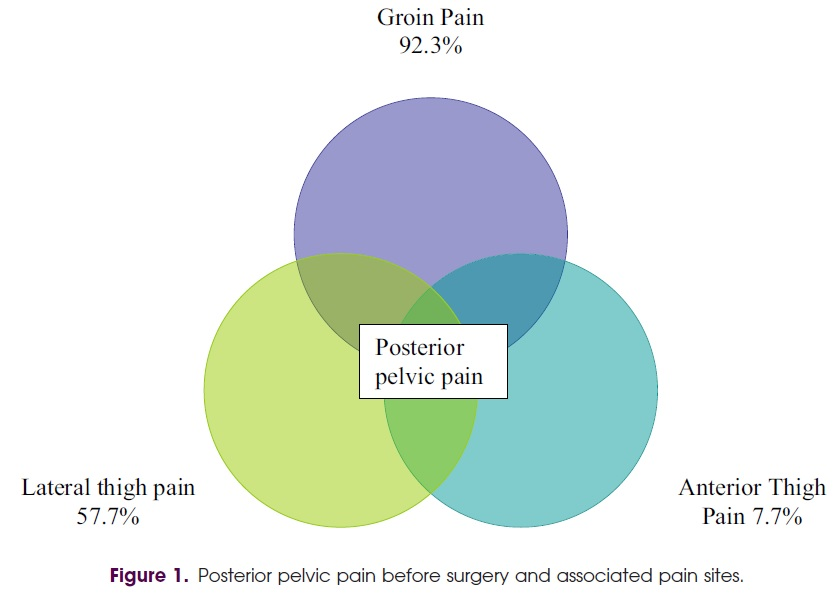 Groin Pain
92.3%
Posterior
pelvic pain
Lateral thigh pain
57.7%
Anterior Thigh
Pain 7.7%
Figure 1. Posterior pelvic pain before surgery and associated pain sites.